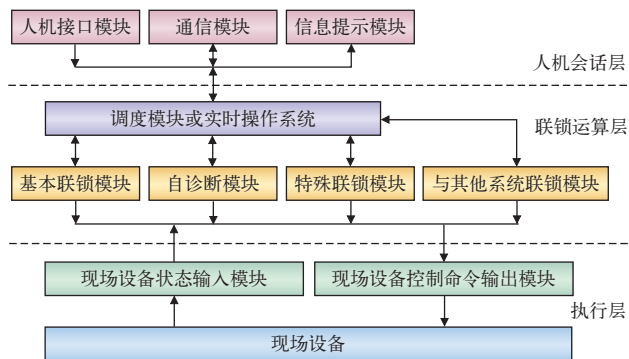 人机接口模块
通信模块
信息提示模块
人机会话层
调度模块或实时操作系统
联锁运算层
基本联锁模块
自诊断模块
特殊联锁模块
与其他系统联锁模块
现场设备状态输入模块
现场设备控制命令输出模块
执行层
现场设备